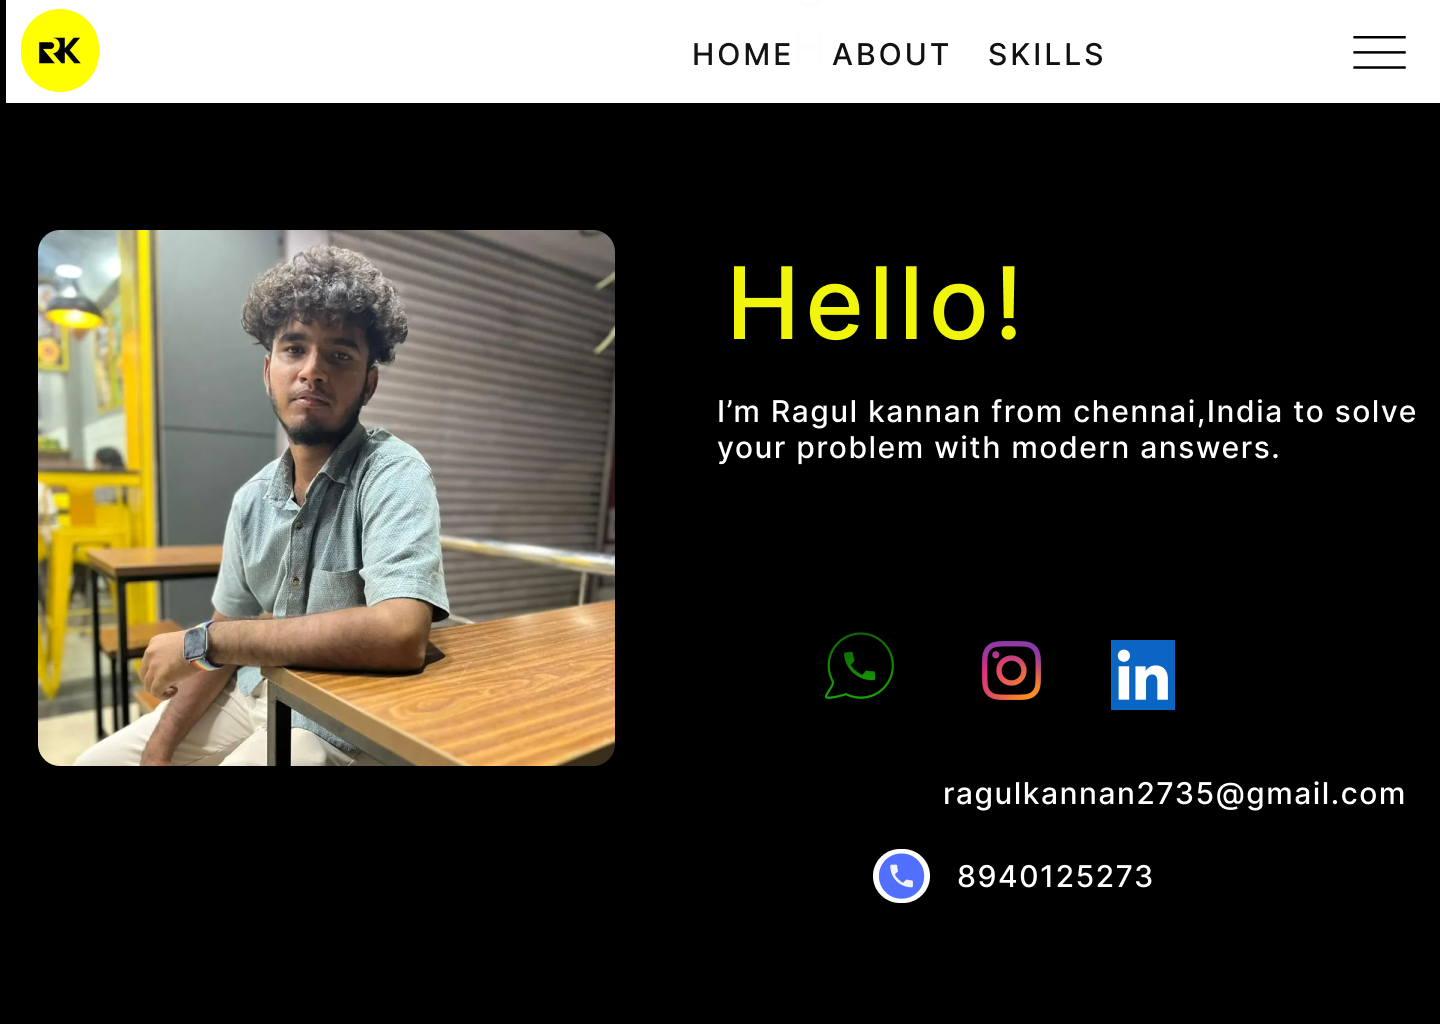 RK
HOME ABOUT SKILLS
Hello!
I’m Ragul kannan from chennai,India to solve
your problem with modern answers.
in
ragulkannan2735@gmail.com
8940125273